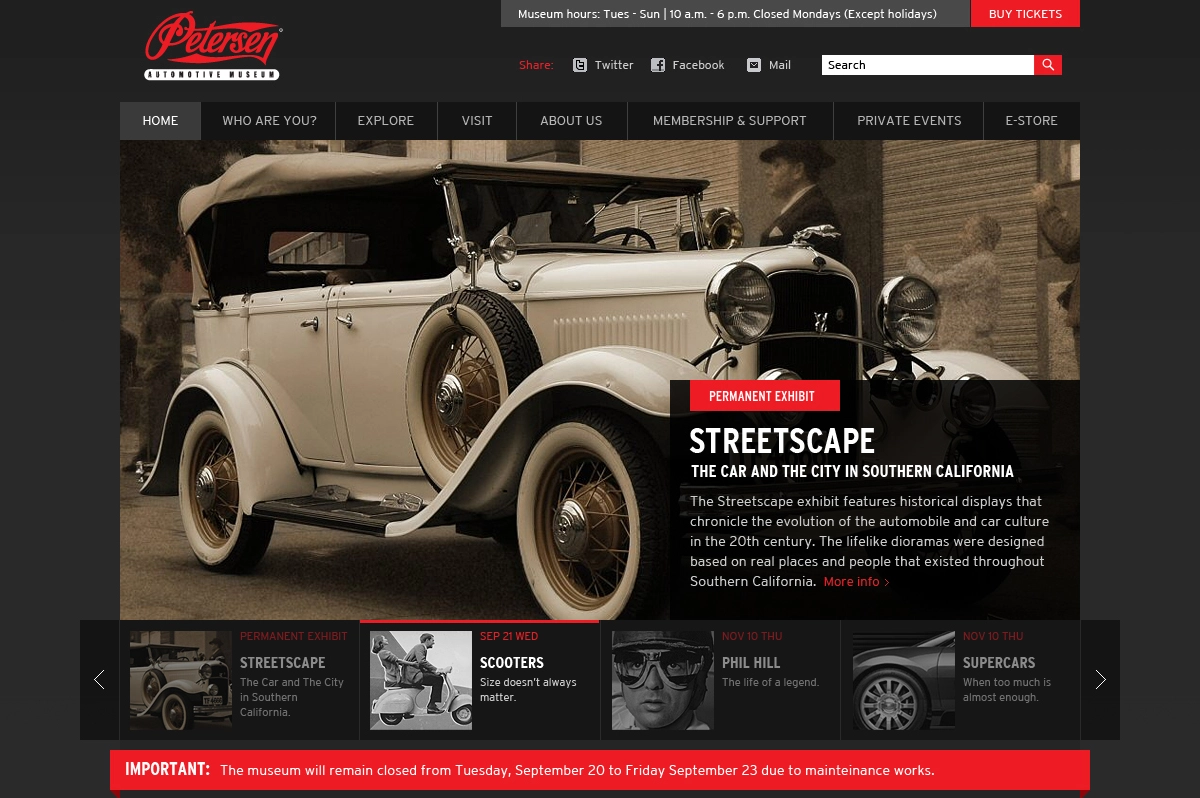 Petersen
AUTOMOTIVE MUSEUM
Museum hours: Tues - Sun | 10 a.m. - 6 p.m. Closed Mondays (Except holidays)
BUY TICKETS
Share: Twitter Facebook Mail
Search
HOME
WHO ARE YOU?
EXPLORE
VISIT
ABOUT US
MEMBERSHIP & SUPPORT
PRIVATE EVENTS
E-STORE
PERMANENT EXHIBIT
STREETSCAPE
THE CAR AND THE CITY IN SOUTHERN CALIFORNIA
The Streetscape exhibit features historical displays that
chronicle the evolution of the automobile and car culture
in the 20th century. The lifelike dioramas were designed
based on real places and people that existed throughout
Southern California. More info >
PERMANENT EXHIBIT
STREETSCAPE
The Car and The City
in Southern
California.
SEP 21 WED
SCOOTERS
Size doesn't always
matter.
NOV 10 THU
PHIL HILL
The life of a legend.
NOV 10 THU
SUPERCARS
When too much is
almost enough.
IMPORTANT: The museum will remain closed from Tuesday, September 20 to Friday September 23 due to mainteinance works.